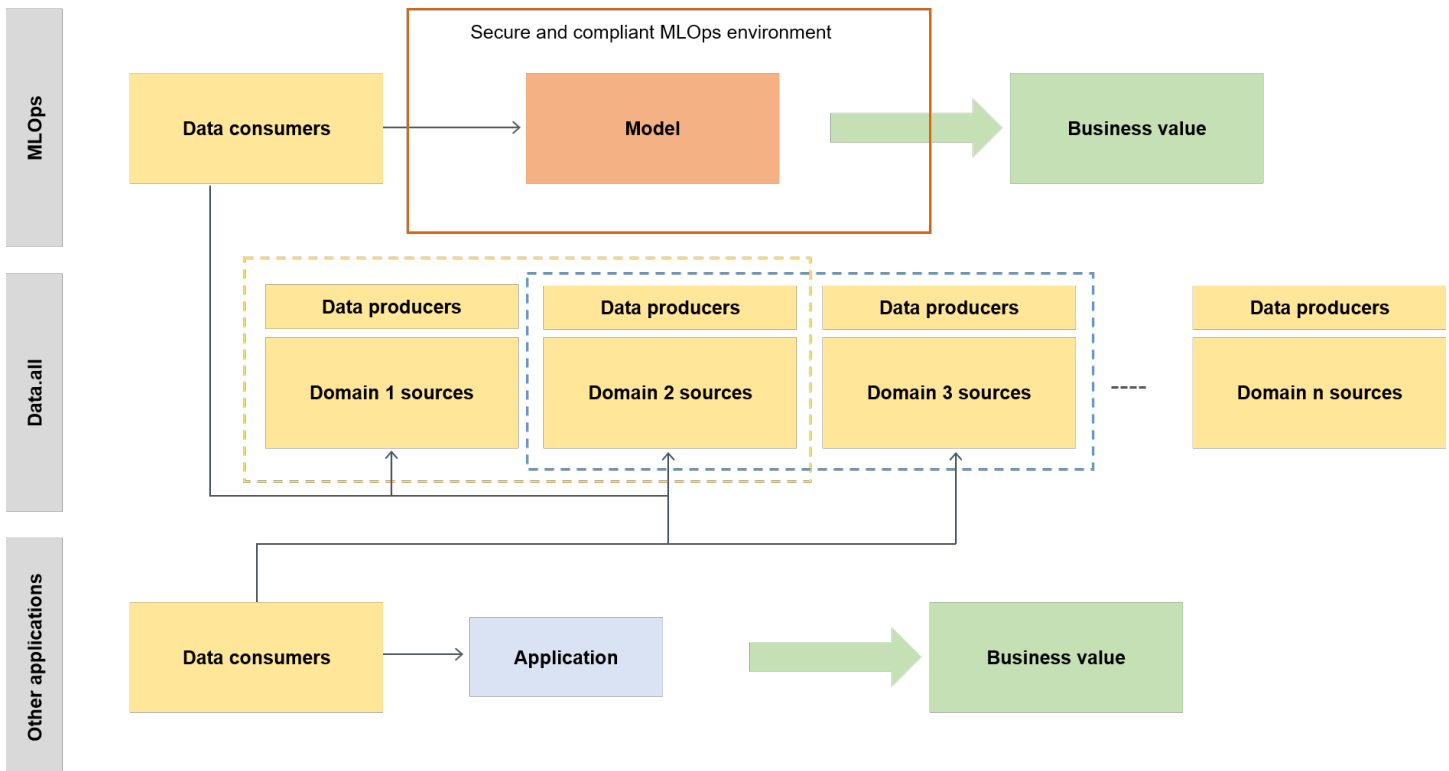 MLOps
Secure and compliant MLOps environment
Data consumers
Model
Business value
Data.all
Data producers
Data producers
Data producers
Data producers
Domain 1 sources
Domain 2 sources
Domain 3 sources
Domain n sources
Other applications
Data consumers
Application
Business value